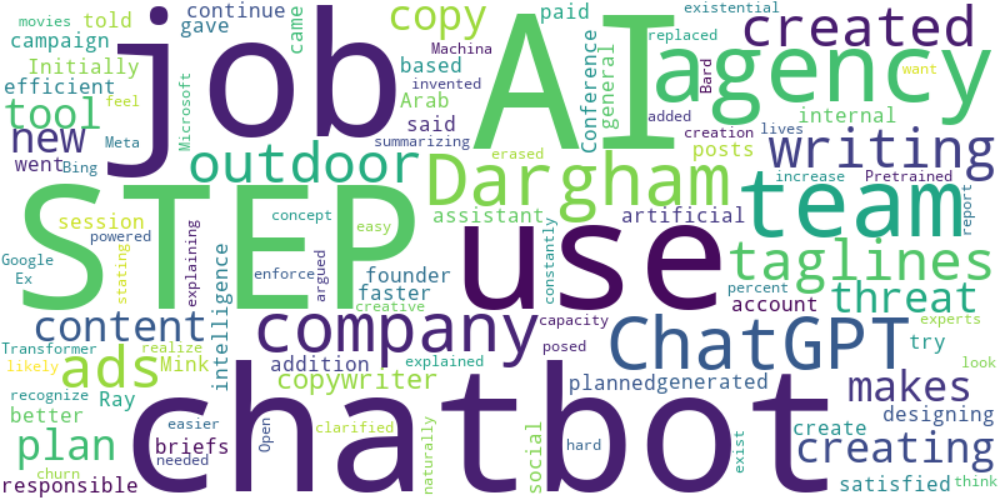 movies told continue gave came copy paid existential created
campaign job AI replaced agency
Initially Machina based invented Conference general Bard want
efficient Microsoft Arab added internal
tool feel said summarizing creation lives
new Meta outdoor erased posts writing
went Bing Dargham increase Pretrained
STEP use team report
session concept assistant artificial
powered easy constantly taglines
Google explaining enforce argued founder percent threat
Ex stating intelligence faster account
content creative company capacity ChatGPT experts
Transformer realize addition posed try
likely ads Mink explained look
recognize Ray copywriter planned generated makes
better easier chatbot designing
plan briefs Open clarified naturally social hard exist create creating
churn needed
responsible satisfied think